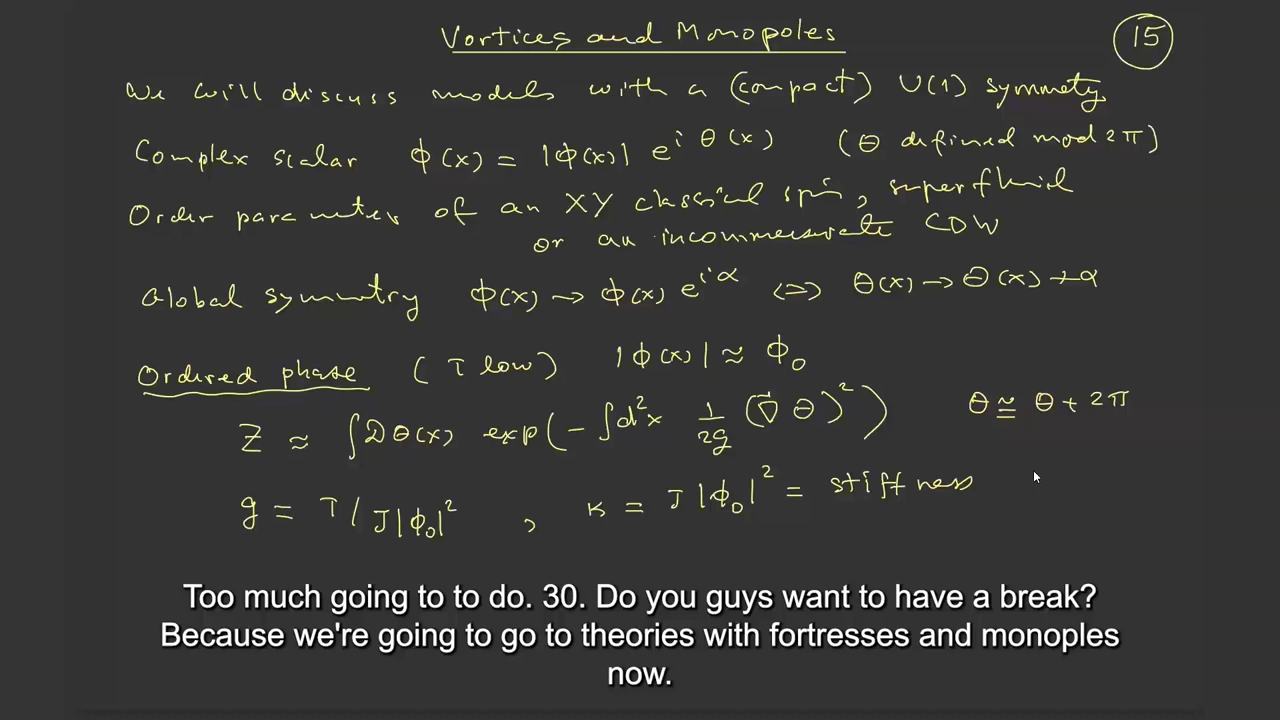 Vortices and Monopoles
15
We will discuss models with a (compact) U(1) symmetry
Complex scalar ϕ(x) = |ϕ(x)| e^{iθ(x)} (θ defined mod 2π)
Order parameter of an XY classical spin, superfluid
or an incommensurate CDW
Global symmetry ϕ(x) → ϕ(x) e^{iα} ⇔ θ(x) → θ(x) + α
Ordered phase (T low) |ϕ(x)| ≈ ϕ₀
Z ≈ ∫Dθ(x) exp(− ∫d²x 1/2g (∇⃗ θ)²) θ ≅ θ + 2π
g = T/J|ϕ₀|² , κ = J|ϕ₀|² = stiffness
Too much going to to do. 30. Do you guys want to have a break?
Because we're going to go to theories with fortresses and monoples
now.